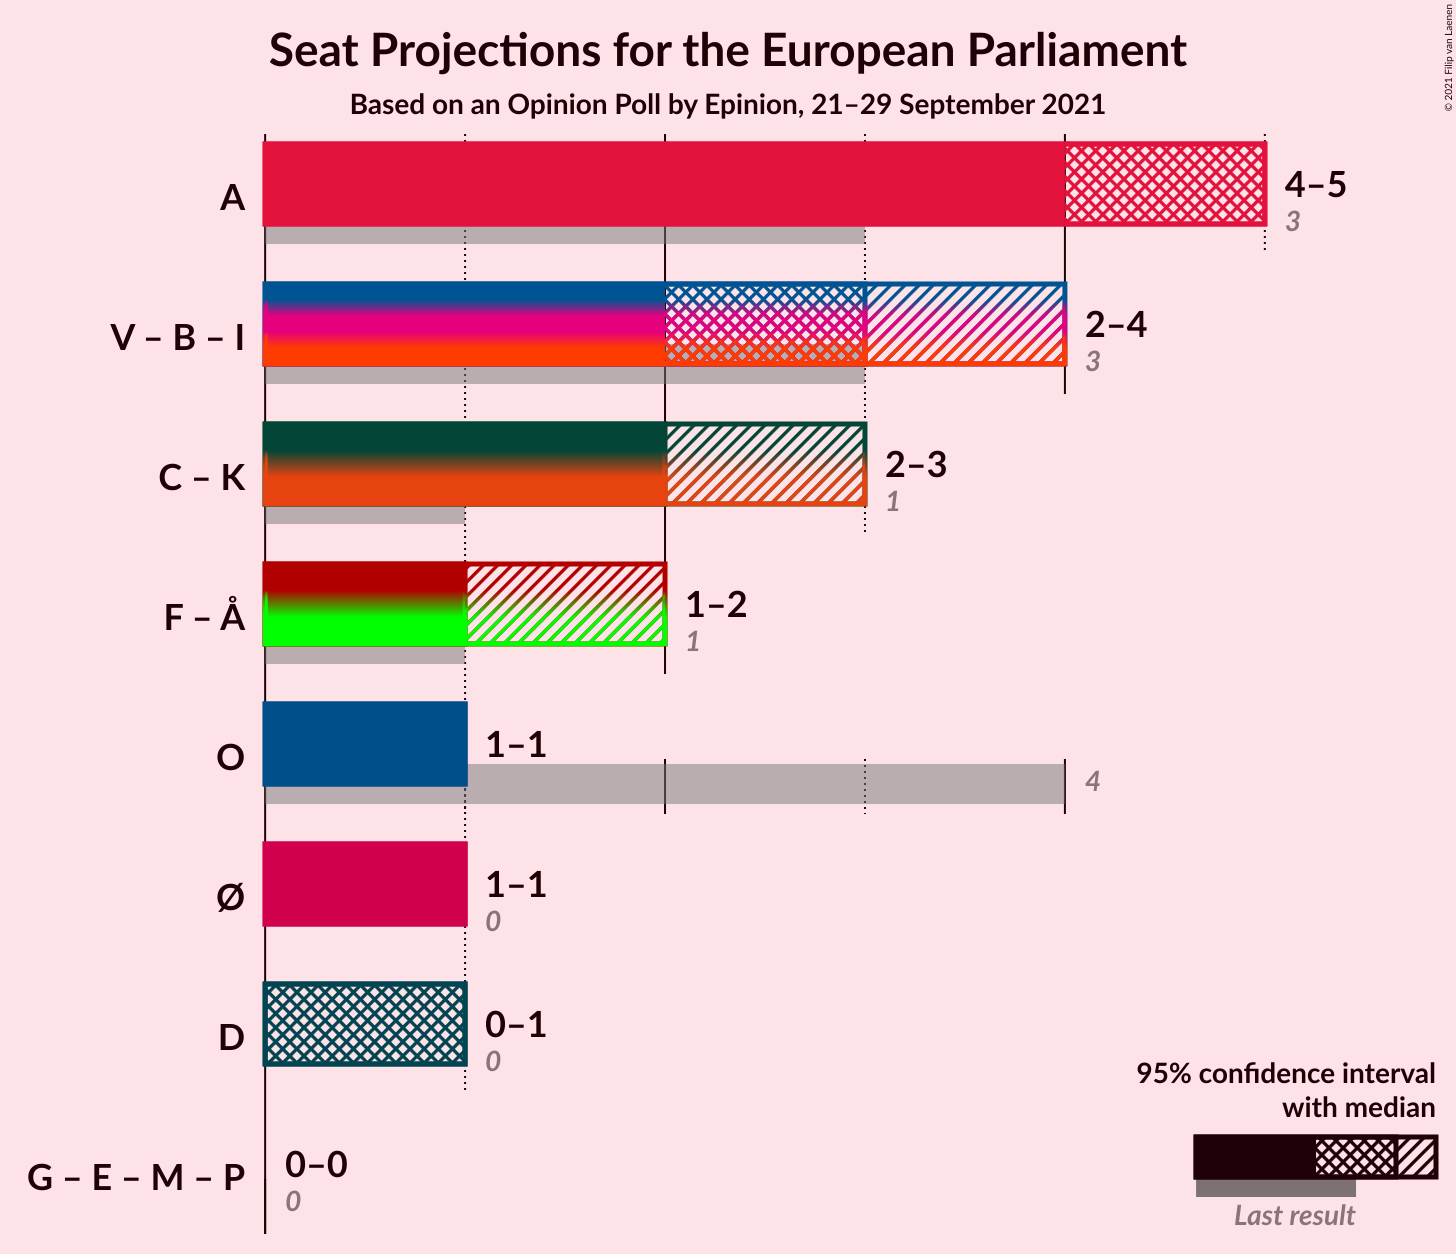 Seat Projections for the European Parliament
Based on an Opinion Poll by Epinion, 21–29 September 2021
© 2021 Filip van Laenen
A
4–5
3
V – B – I
2–4
3
C – K
2–3
1
F – Å
1–2
1
O
1–1
4
Ø
1–1
0
D
0–1
0
G – E – M – P
0–0
0
95% confidence interval
with median
Last result